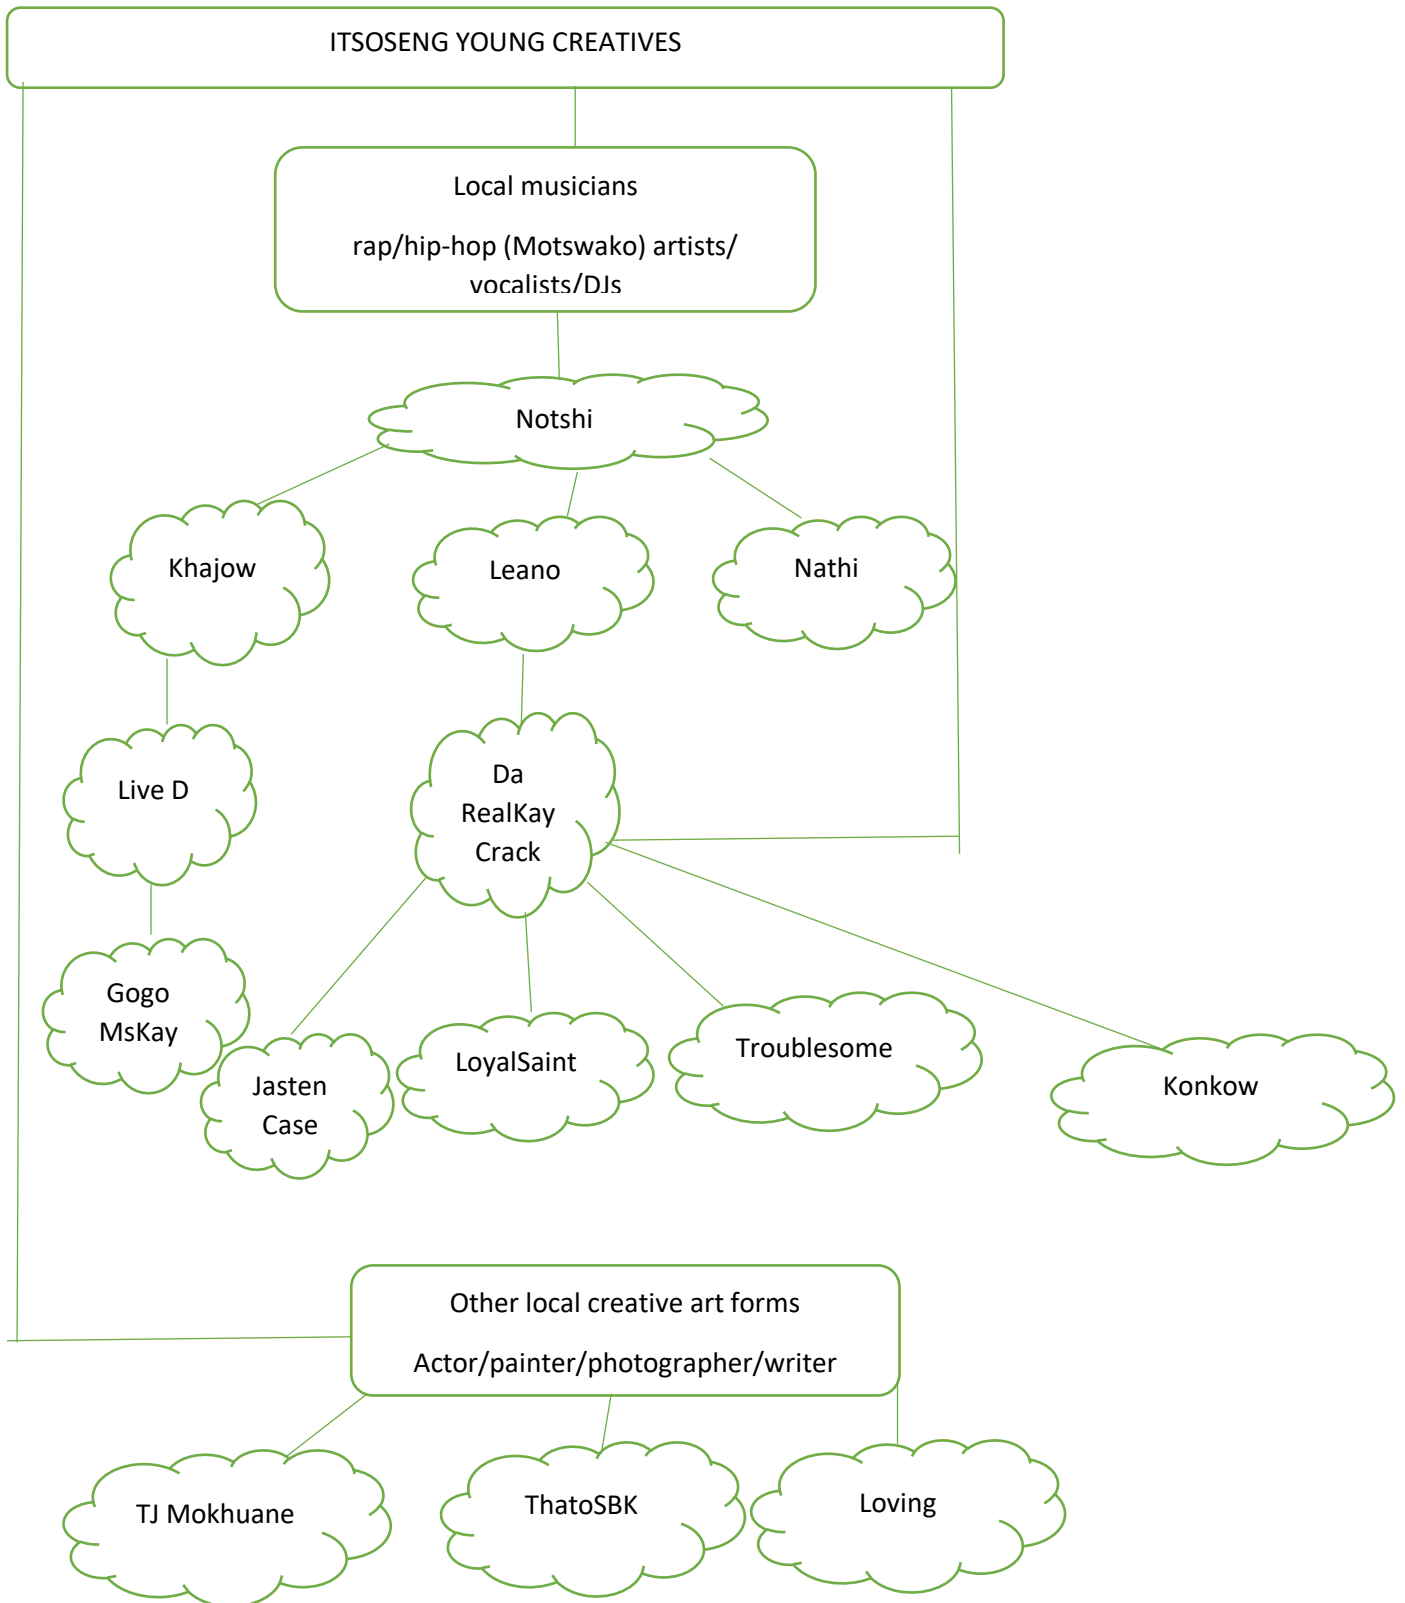 ITSOSENG YOUNG CREATIVES
Local musicians
rap/hip-hop (Motswako) artists/
vocalists/DJs
Notshi
Khajow
Leano
Nathi
Live D
Da
RealKay
Crack
Gogo
MsKay
Jasten
Case
LoyalSaint
Troublesome
Konkow
Other local creative art forms
Actor/painter/photographer/writer
TJ Mokhuane
ThatoSBK
Loving